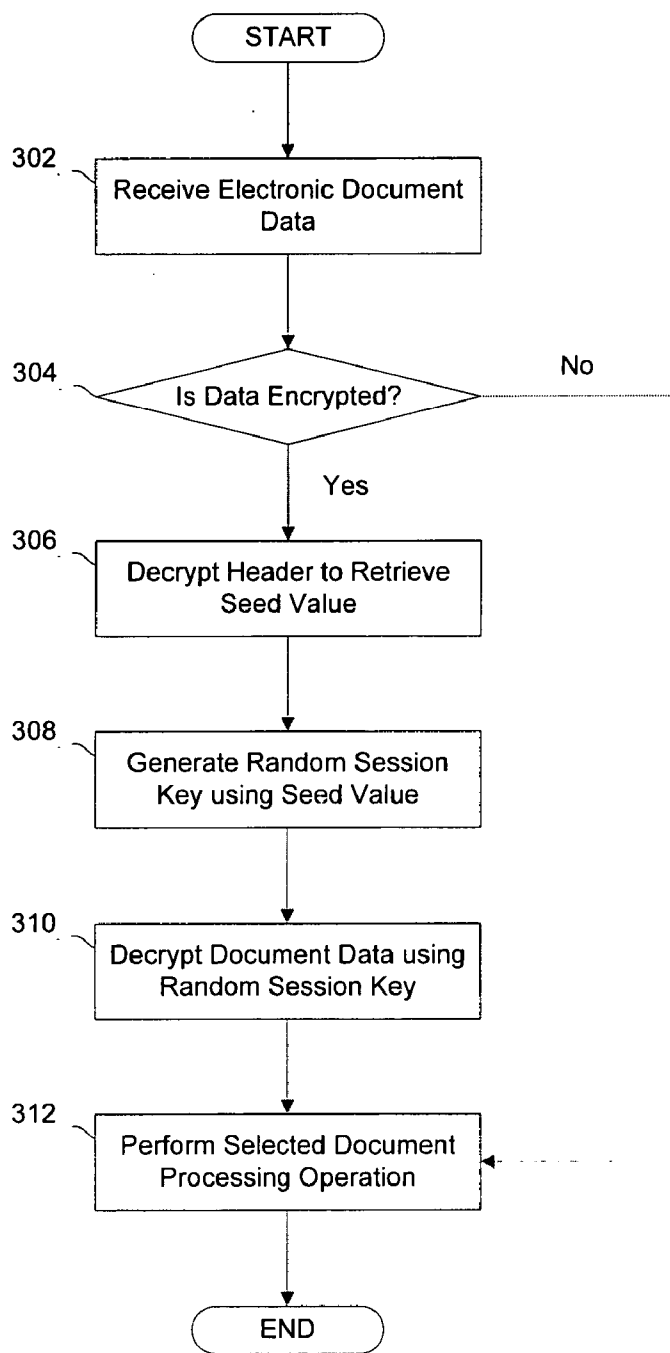 START
302
Receive Electronic Document
Data
304
Is Data Encrypted?
No
Yes
306
Decrypt Header to Retrieve
Seed Value
308
Generate Random Session
Key using Seed Value
310
Decrypt Document Data using
Random Session Key
312
Perform Selected Document
Processing Operation
END